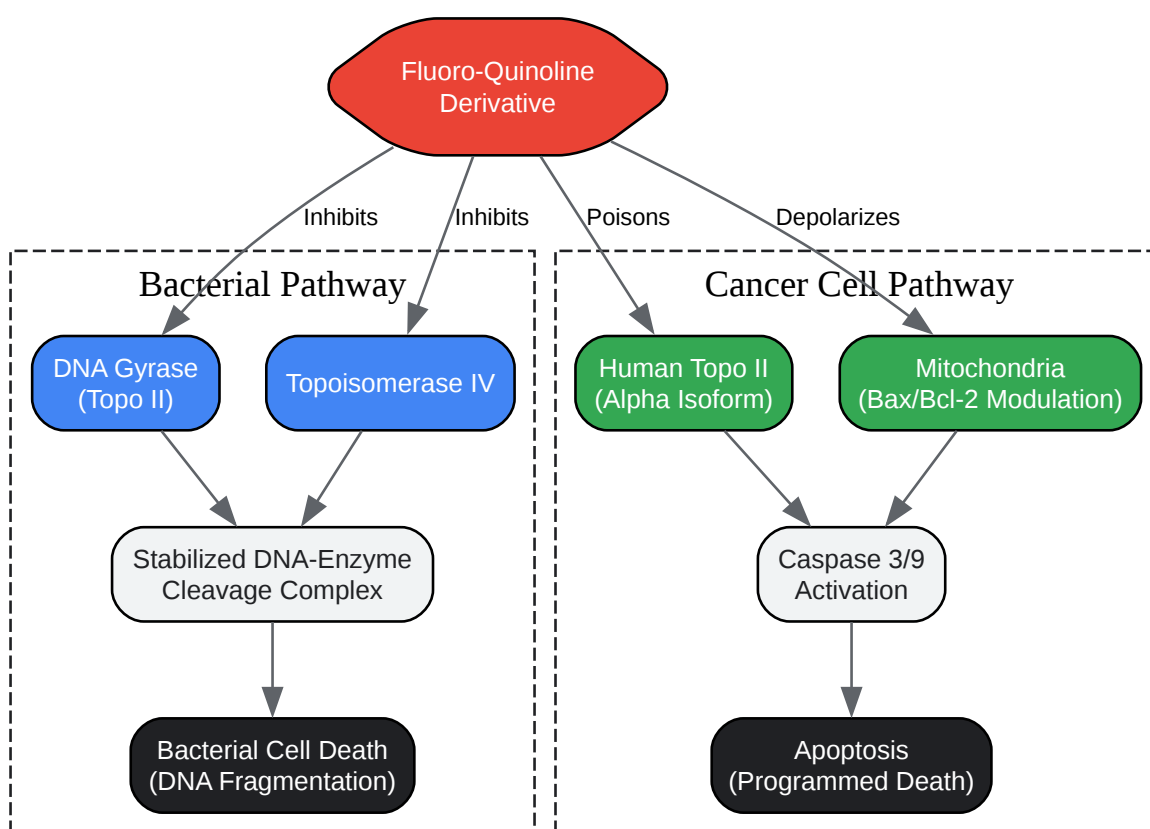 Fluoro-Quinoline
Derivative
Inhibits
Inhibits
Poisons
Depolarizes
Bacterial Pathway
Cancer Cell Pathway
DNA Gyrase
(Topo II)
Topoisomerase IV
Human Topo II
(Alpha Isoform)
Mitochondria
(Bax/Bcl-2 Modulation)
Stabilized DNA-Enzyme
Cleavage Complex
Caspase 3/9
Activation
Bacterial Cell Death
(DNA Fragmentation)
Apoptosis
(Programmed Death)